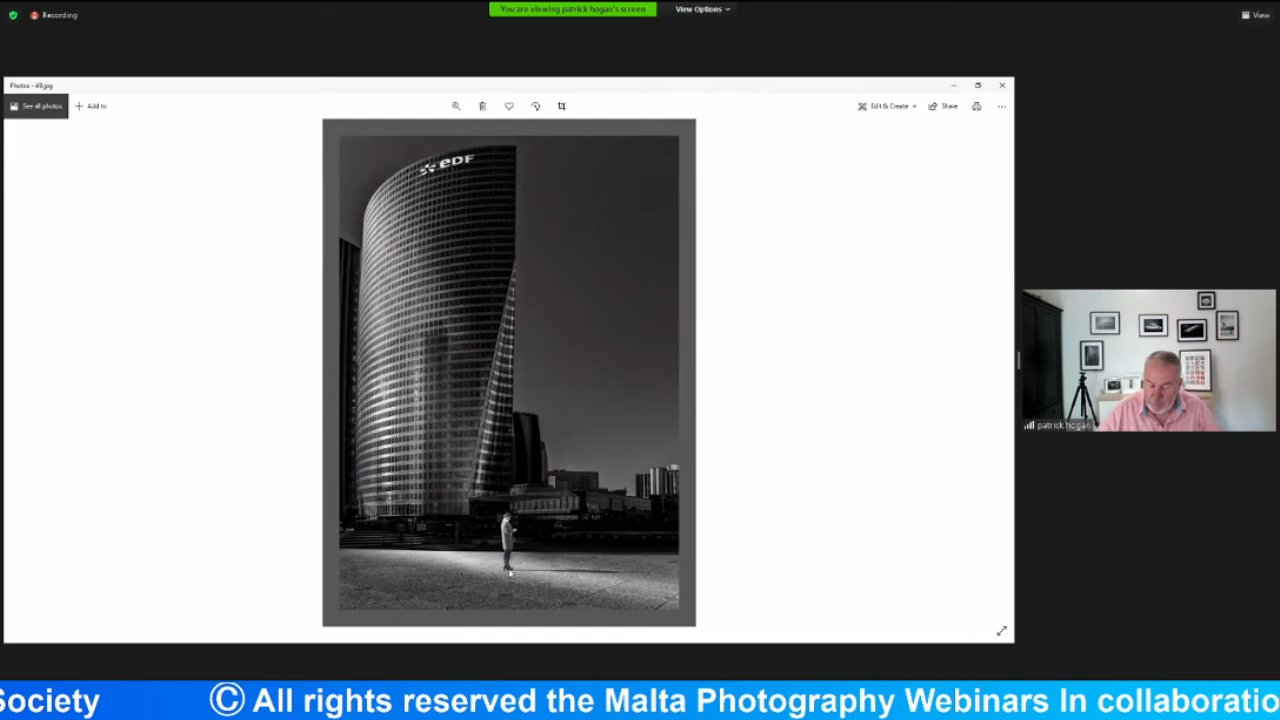 Recording
You are viewing patrick hogan's screen
View Options
View
Photos - 49.jpg
See all photos
Add to
Edit & Create
Share
EDF
patrick hogan
Society
© All rights reserved the Malta Photography Webinars In collaboratio